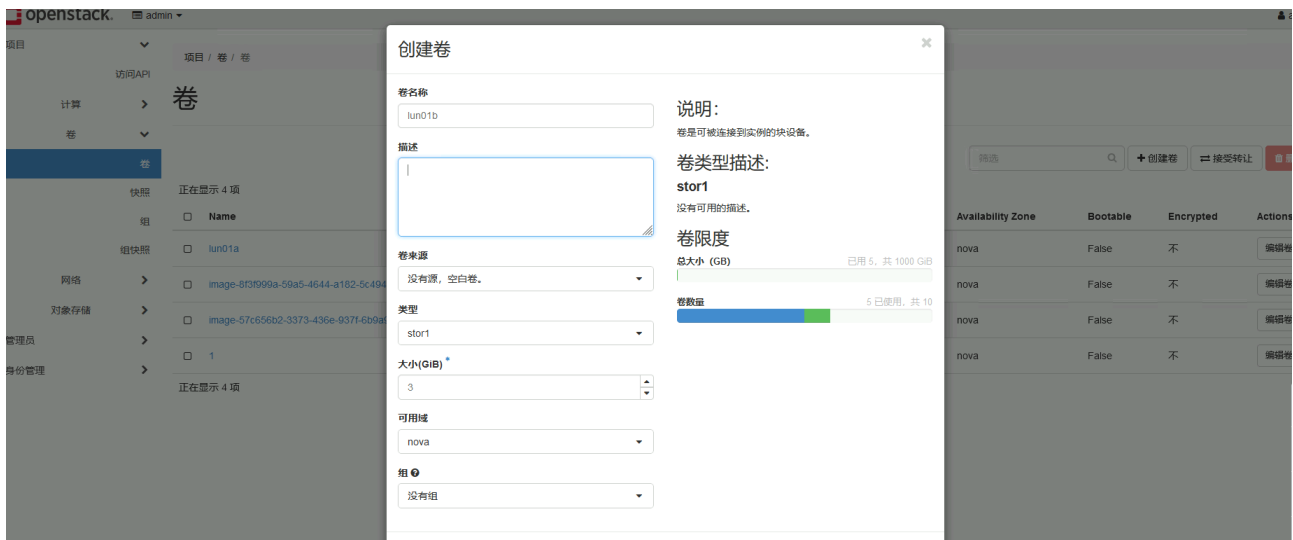 openstack.
admin
项目
访问API
计算
卷
卷
快照
组
组快照
网络
对象存储
管理员
身份管理
项目 / 卷 / 卷
卷
筛选
创建卷
接受转让
正在显示 4 项
Name
Availability Zone
Bootable
Encrypted
Actions
lun01a
nova
False
不
编辑卷
image-8f3f999a-59a5-4644-a182-5c494
nova
False
不
编辑卷
image-57c656b2-3373-436e-937f-6b9a
nova
False
不
编辑卷
1
nova
False
不
编辑卷
正在显示 4 项
创建卷
×
卷名称
lun01b
描述
卷来源
没有源，空白卷。
类型
stor1
大小(GiB) *
3
可用域
nova
组
没有组
说明：
卷是可被连接到实例的块设备。
卷类型描述:
stor1
没有可用的描述。
卷限度
总大小 (GB)
已用 5，共 1000 GiB
卷数量
5 已使用，共 10